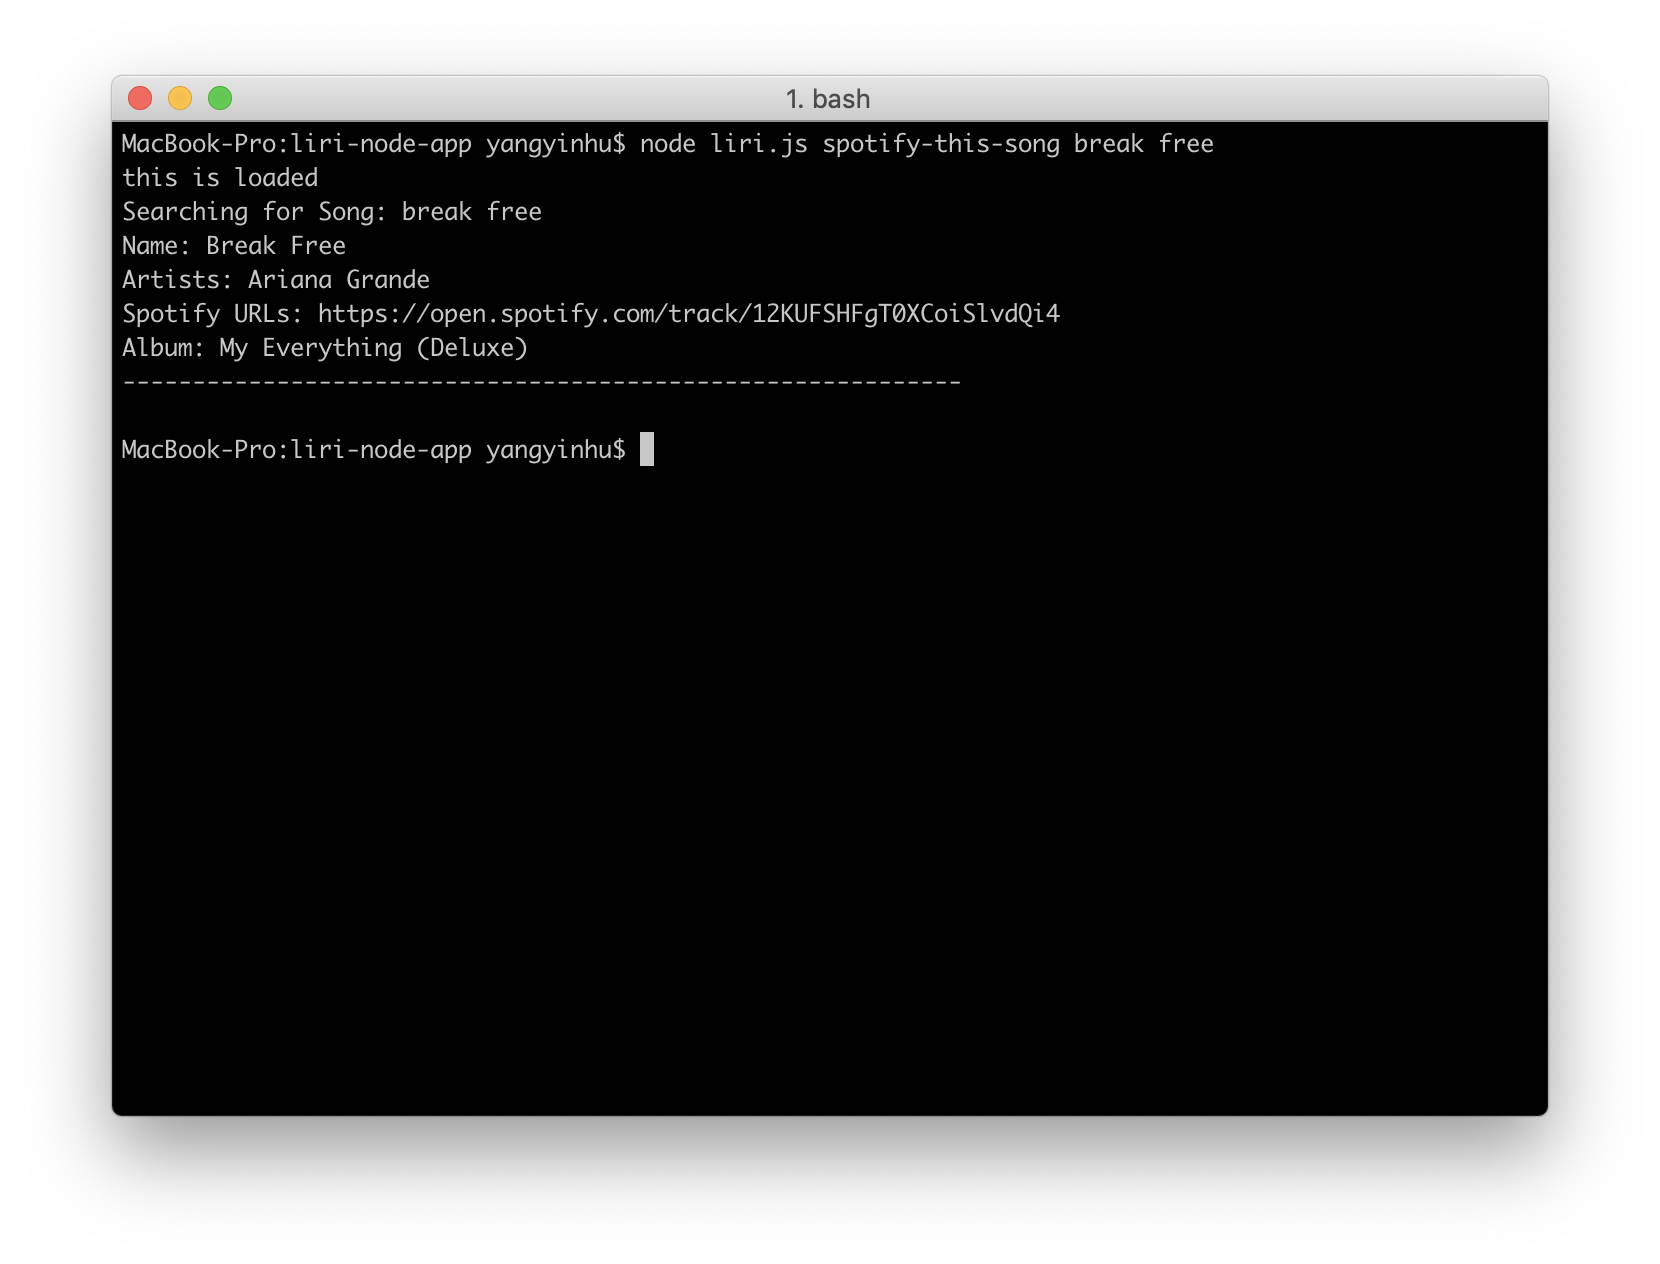 1. bash
MacBook-Pro:liri-node-app yangyinhu$ node liri.js spotify-this-song break free
this is loaded
Searching for Song: break free
Name: Break Free
Artists: Ariana Grande
Spotify URLs: https://open.spotify.com/track/12KUFSHFgT0XCoiSlvdQi4
Album: My Everything (Deluxe)
------------------------------------------------------------
MacBook-Pro:liri-node-app yangyinhu$